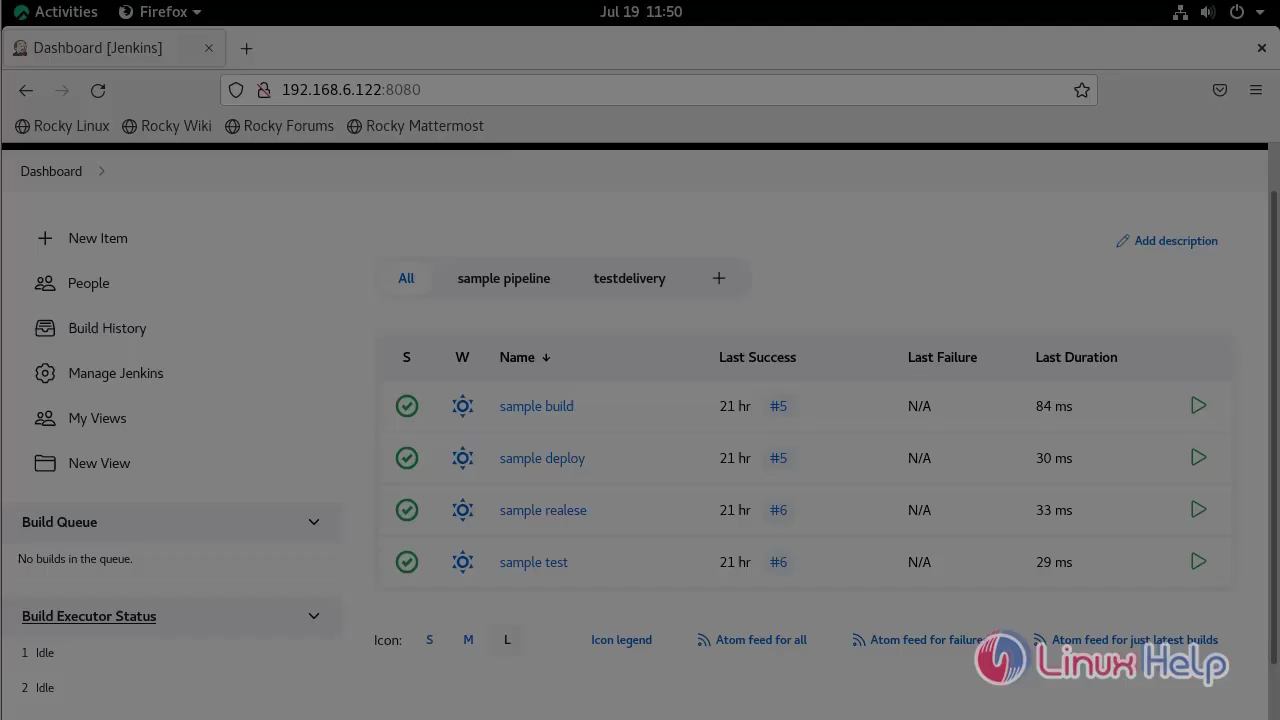 Activities Firefox Jul 19 11:50
Dashboard [Jenkins]
192.168.6.122:8080
Rocky Linux Rocky Wiki Rocky Forums Rocky Mattermost
Dashboard
New Item
People
Build History
Manage Jenkins
My Views
New View
Build Queue
No builds in the queue.
Build Executor Status
1 Idle
2 Idle
Add description
All sample pipeline testdelivery +
S W Name ↓ Last Success Last Failure Last Duration
sample build 21 hr #5 N/A 84 ms
sample deploy 21 hr #5 N/A 30 ms
sample realese 21 hr #6 N/A 33 ms
sample test 21 hr #6 N/A 29 ms
Icon: S M L Icon legend Atom feed for all Atom feed for failure Atom feed for just latest builds
Linux Help